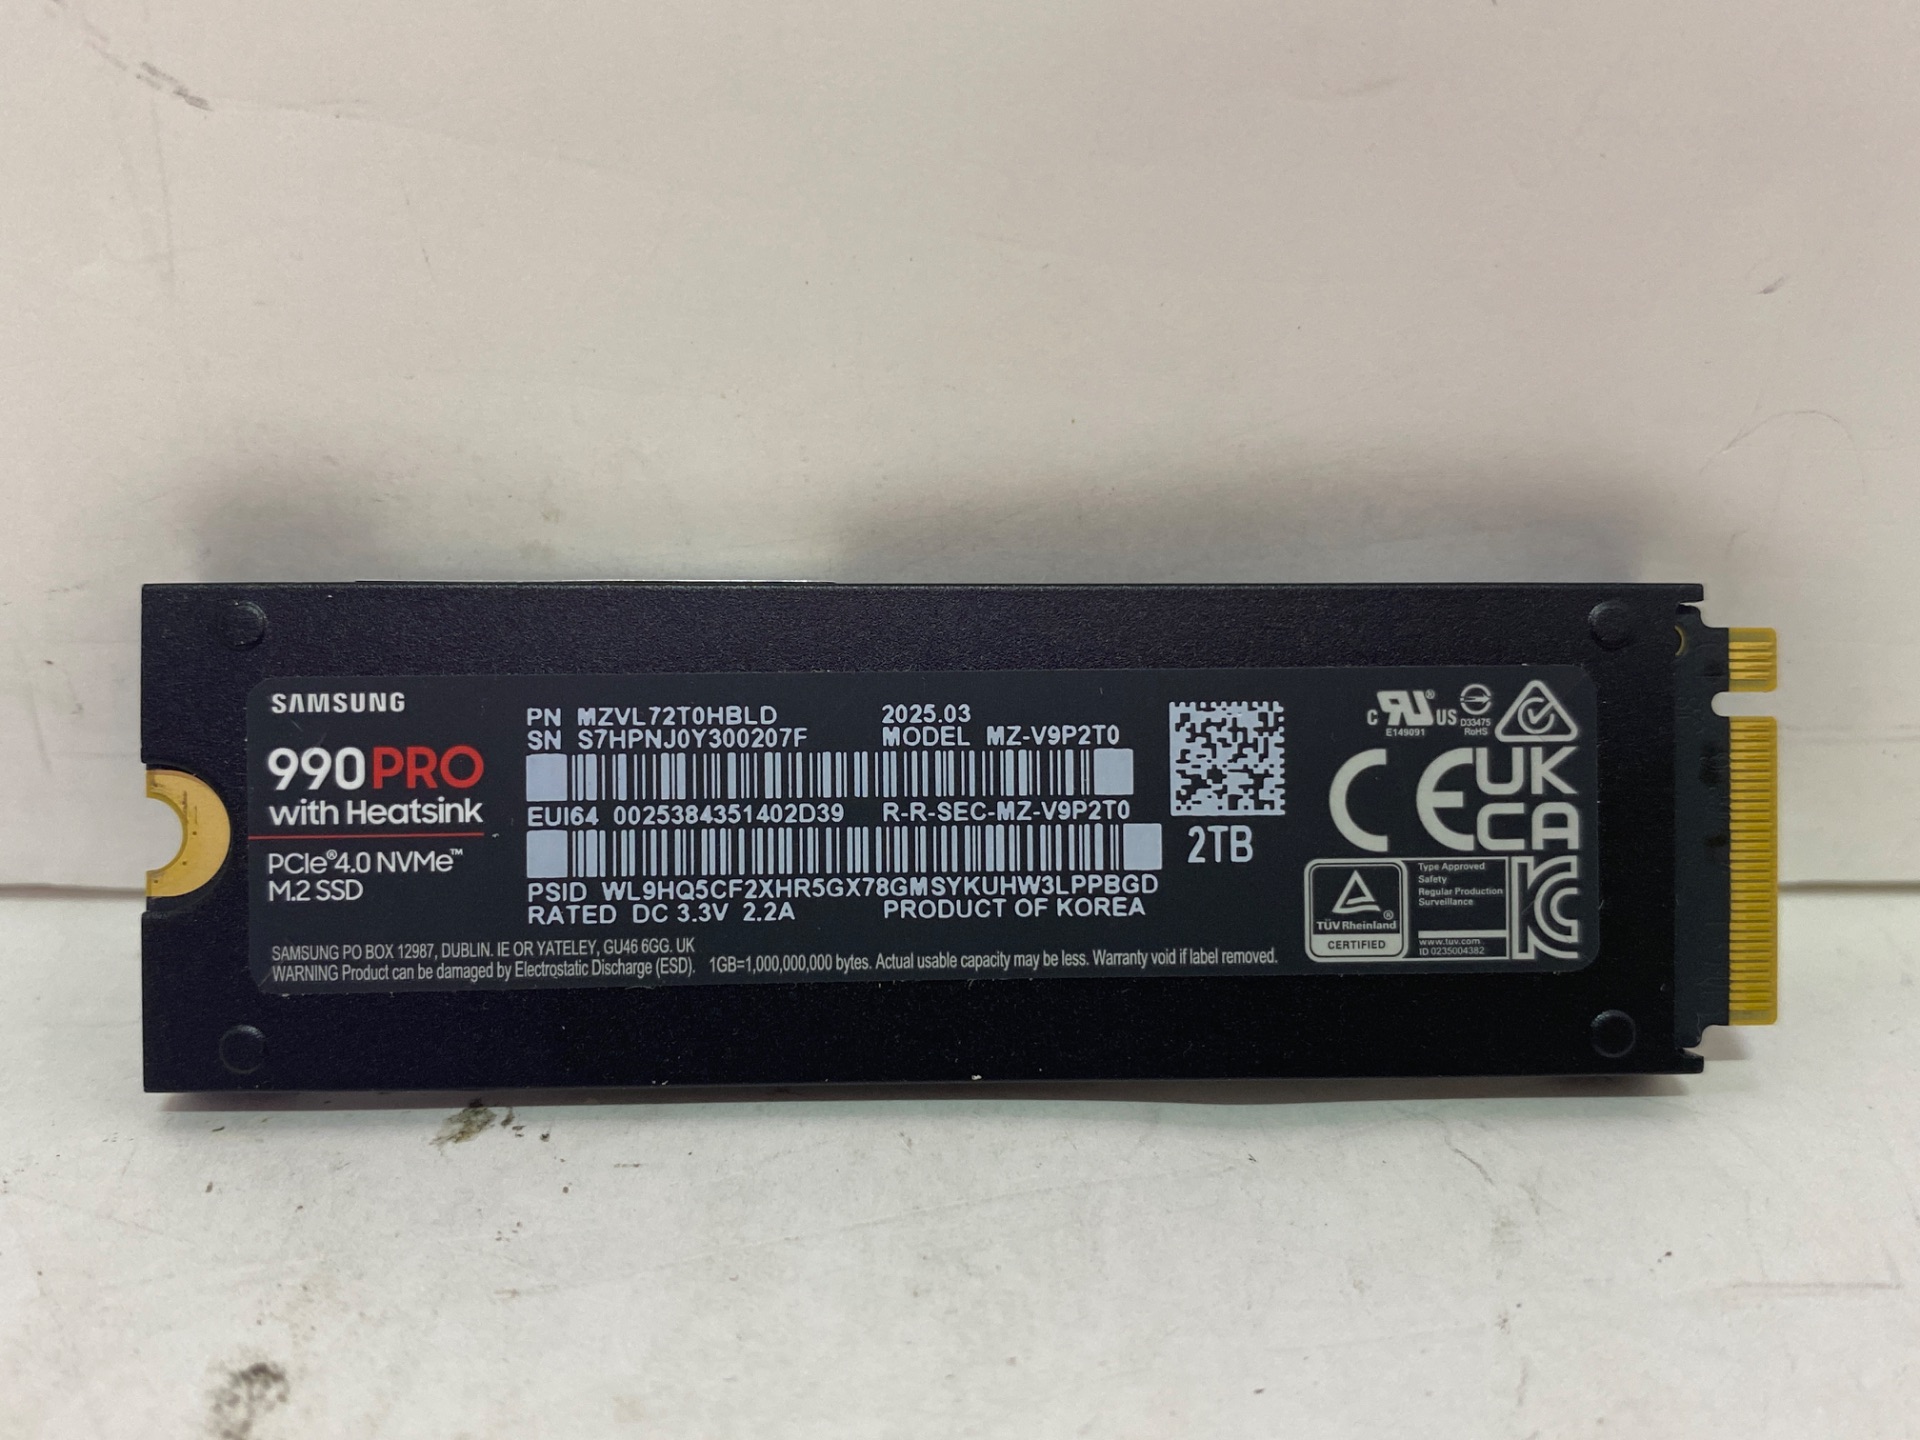 SAMSUNG
990 PRO
with Heatsink
PCIe®4.0 NVMe™
M.2 SSD
PN MZVL72T0HBLD 2025.03
SN S7HPNJ0Y300207F MODEL MZ-V9P2T0
EUI64 0025384351402D39 R-R-SEC-MZ-V9P2T0
PSID WL9HQ5CF2XHR5GX78GMSYKUHW3LPPBGD
RATED DC 3.3V 2.2A PRODUCT OF KOREA
2TB
SAMSUNG PO BOX 12987, DUBLIN. IE OR YATELEY, GU46 6GG. UK
WARNING Product can be damaged by Electrostatic Discharge (ESD). 1GB=1,000,000,000 bytes. Actual usable capacity may be less. Warranty void if label removed.
C RU® US
E149091
D33475
RoHS
CE UK
CA
TÜV Rheinland®
CERTIFIED
Type Approved
Safety
Regular Production
Surveillance
www.tuv.com
ID 0235004382
KC